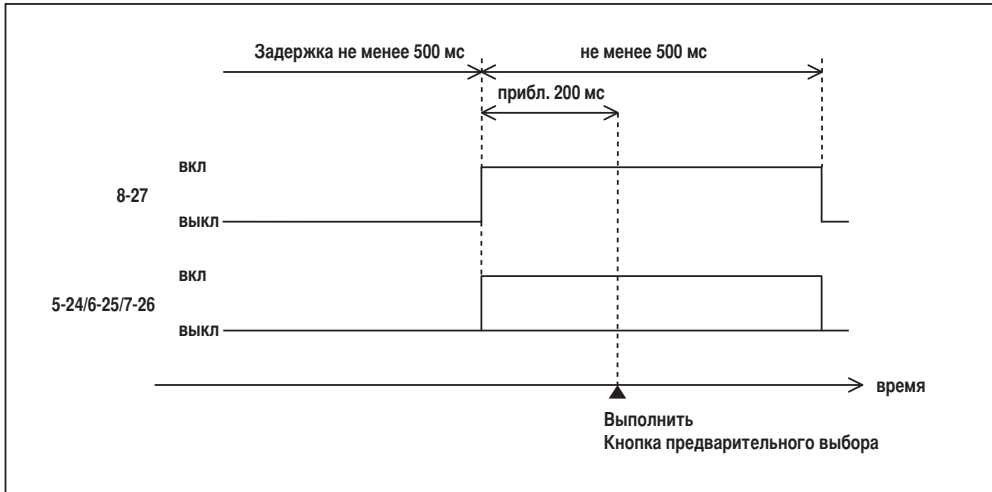 Задержка не менее 500 мс
не менее 500 мс
прибл. 200 мс
вкл
8-27
выкл
вкл
5-24/6-25/7-26
выкл
время
Выполнить
Кнопка предварительного выбора